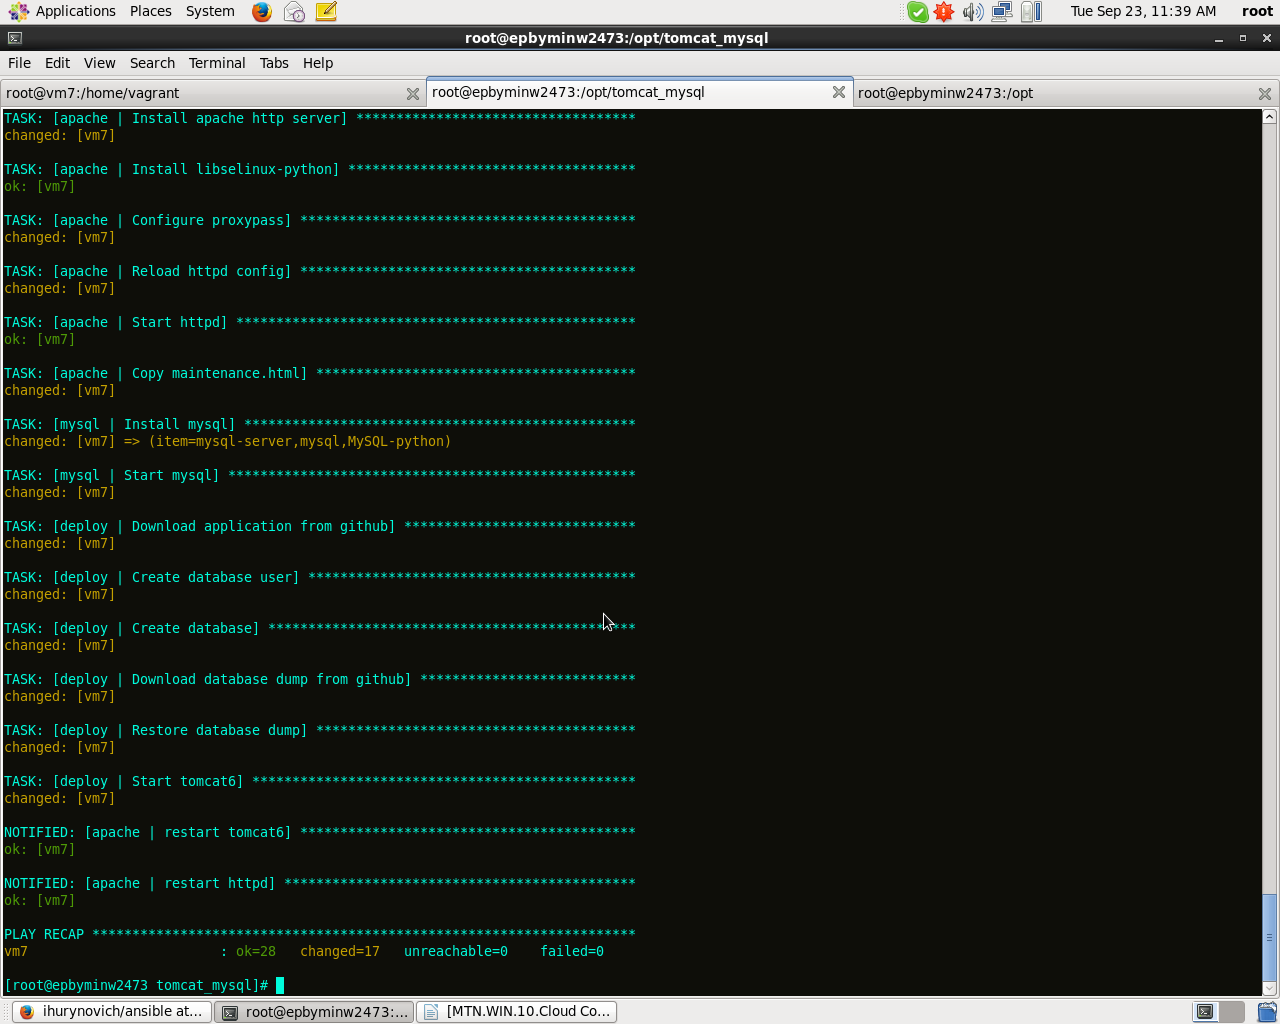 Applications Places System Tue Sep 23, 11:39 AM root
root@epbyminw2473:/opt/tomcat_mysql
File Edit View Search Terminal Tabs Help
root@vm7:/home/vagrant root@epbyminw2473:/opt/tomcat_mysql root@epbyminw2473:/opt
TASK: [apache | Install apache http server] ***********************************
changed: [vm7]
TASK: [apache | Install libselinux-python] ************************************
ok: [vm7]
TASK: [apache | Configure proxypass] ******************************************
changed: [vm7]
TASK: [apache | Reload httpd config] ******************************************
changed: [vm7]
TASK: [apache | Start httpd] **************************************************
ok: [vm7]
TASK: [apache | Copy maintenance.html] ****************************************
changed: [vm7]
TASK: [mysql | Install mysql] *************************************************
changed: [vm7] => (item=mysql-server,mysql,MySQL-python)
TASK: [mysql | Start mysql] ***************************************************
changed: [vm7]
TASK: [deploy | Download application from github] *****************************
changed: [vm7]
TASK: [deploy | Create database user] *****************************************
changed: [vm7]
TASK: [deploy | Create database] **********************************************
changed: [vm7]
TASK: [deploy | Download database dump from github] ***************************
changed: [vm7]
TASK: [deploy | Restore database dump] ****************************************
changed: [vm7]
TASK: [deploy | Start tomcat6] ************************************************
changed: [vm7]
NOTIFIED: [apache | restart tomcat6] ******************************************
ok: [vm7]
NOTIFIED: [apache | restart httpd] ********************************************
ok: [vm7]
PLAY RECAP ********************************************************************
vm7 : ok=28 changed=17 unreachable=0 failed=0
[root@epbyminw2473 tomcat_mysql]#
ihurynovich/ansible at... root@epbyminw2473:... [MTN.WIN.10.Cloud Co...